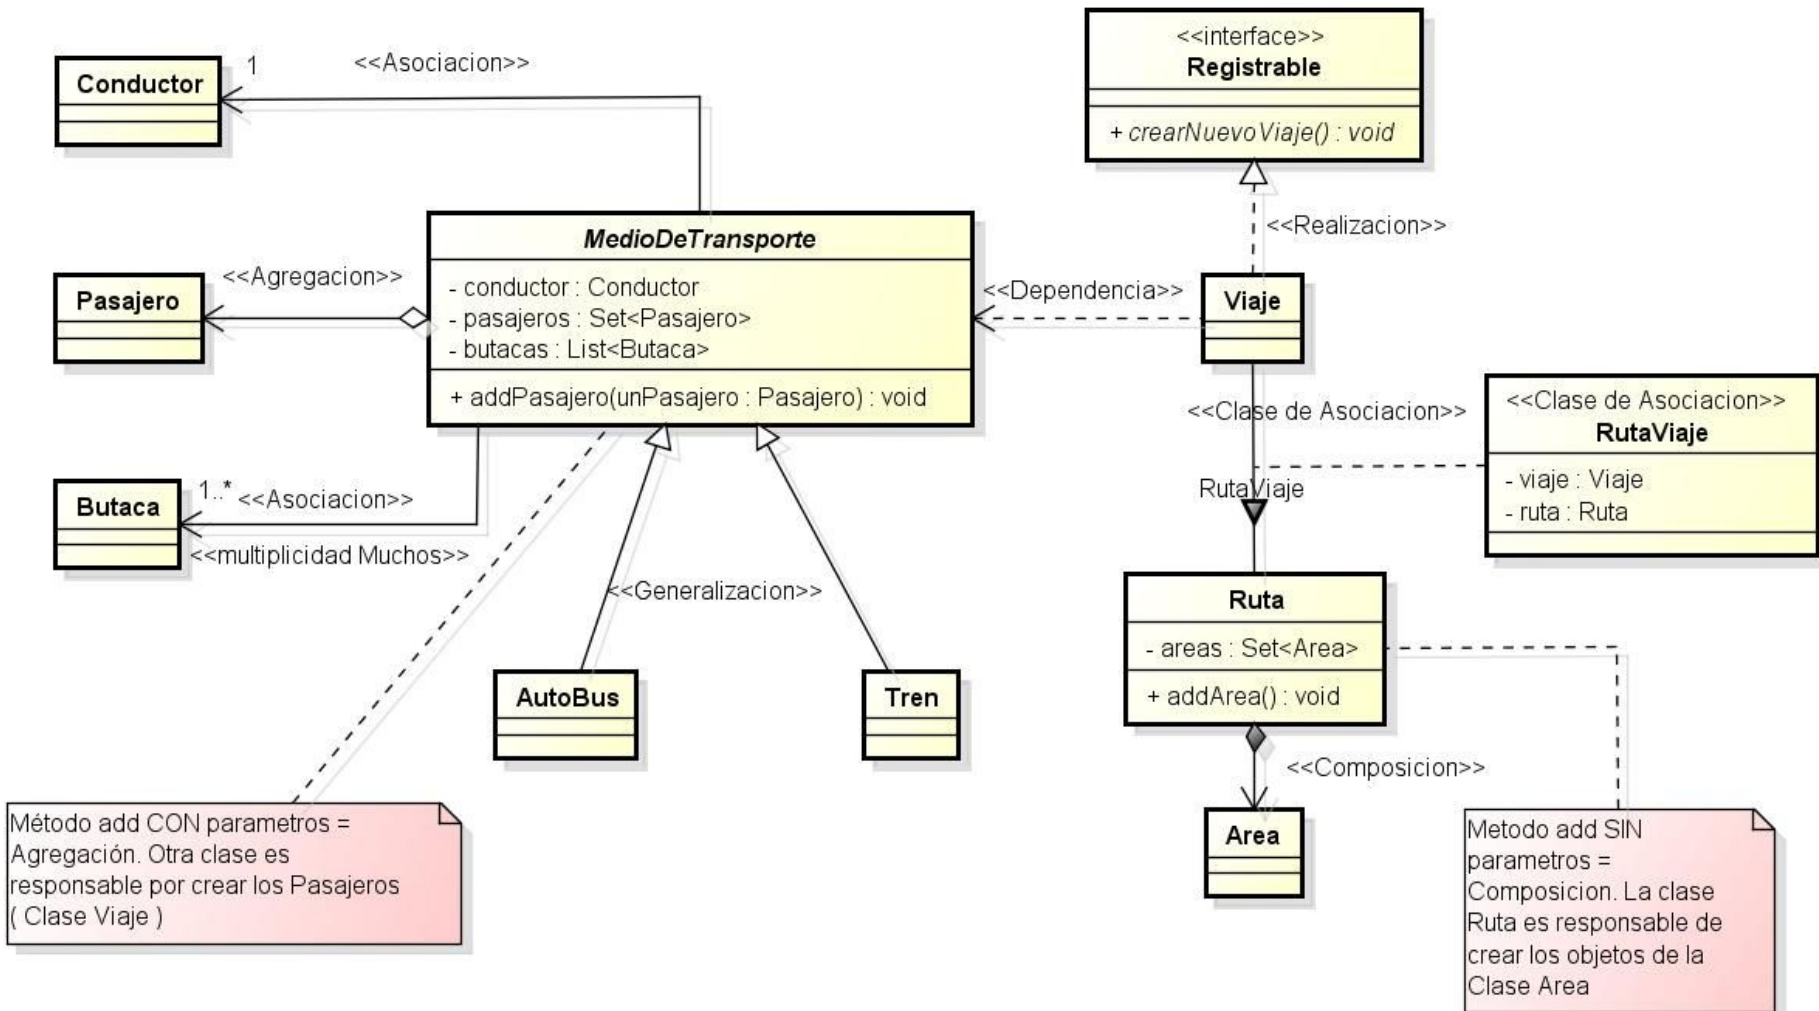 Conductor
1
<<Asociacion>>
<<interface>>
Registrable
+ crearNuevoViaje() : void
<<Realizacion>>
MedioDeTransporte
- conductor : Conductor
- pasajeros : Set<Pasajero>
- butacas : List<Butaca>
+ addPasajero(unPasajero : Pasajero) : void
<<Agregacion>>
Pasajero
<<Dependencia>>
Viaje
<<Clase de Asociacion>>
RutaViaje
<<Clase de Asociacion>>
RutaViaje
- viaje : Viaje
- ruta : Ruta
Butaca
1..*
<<Asociacion>>
<<multiplicidad Muchos>>
<<Generalizacion>>
AutoBus
Tren
Ruta
- areas : Set<Area>
+ addArea() : void
<<Composicion>>
Area
Método add CON parametros =
Agregación. Otra clase es
responsable por crear los Pasajeros
( Clase Viaje )
Metodo add SIN
parametros =
Composicion. La clase
Ruta es responsable de
crear los objetos de la
Clase Area